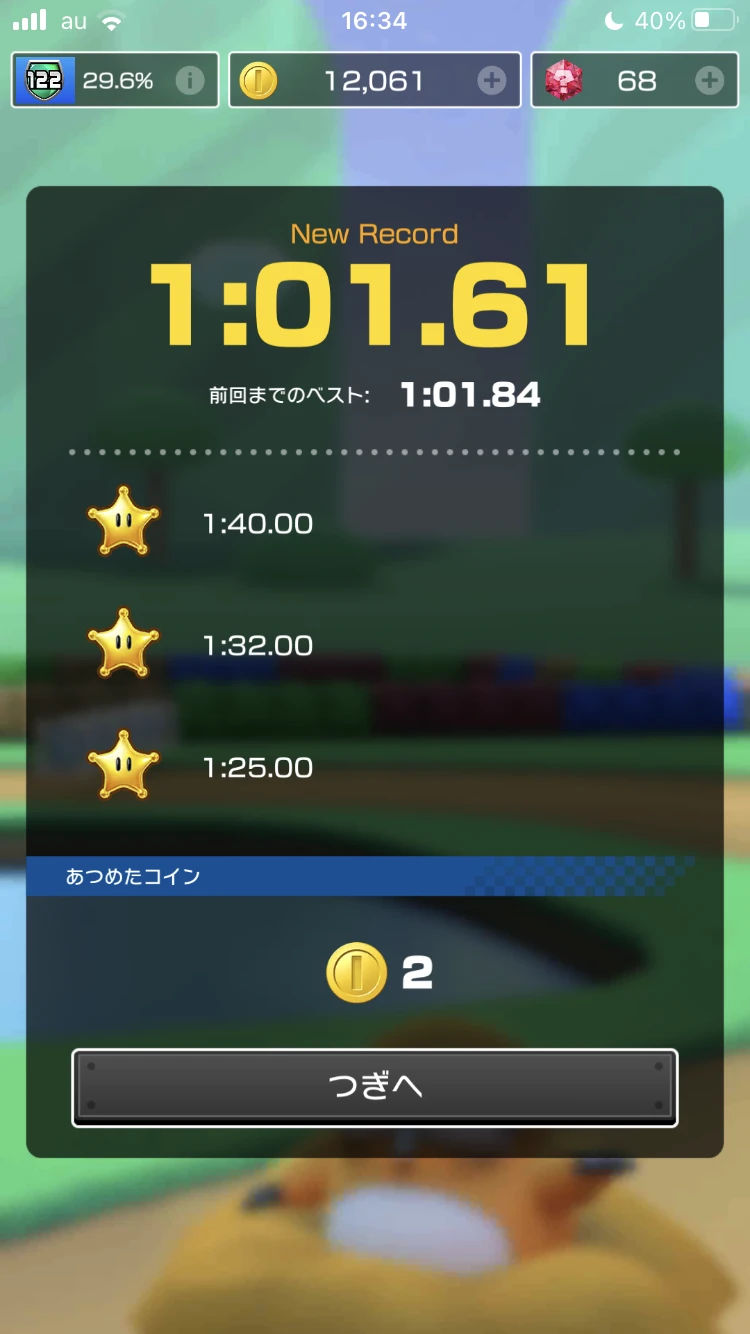 au 16:34 40%
122 29.6% i 12,061 + 68 +
New Record
1:01.61
前回までのベスト: 1:01.84
1:40.00
1:32.00
1:25.00
あつめたコイン
2
つぎへ